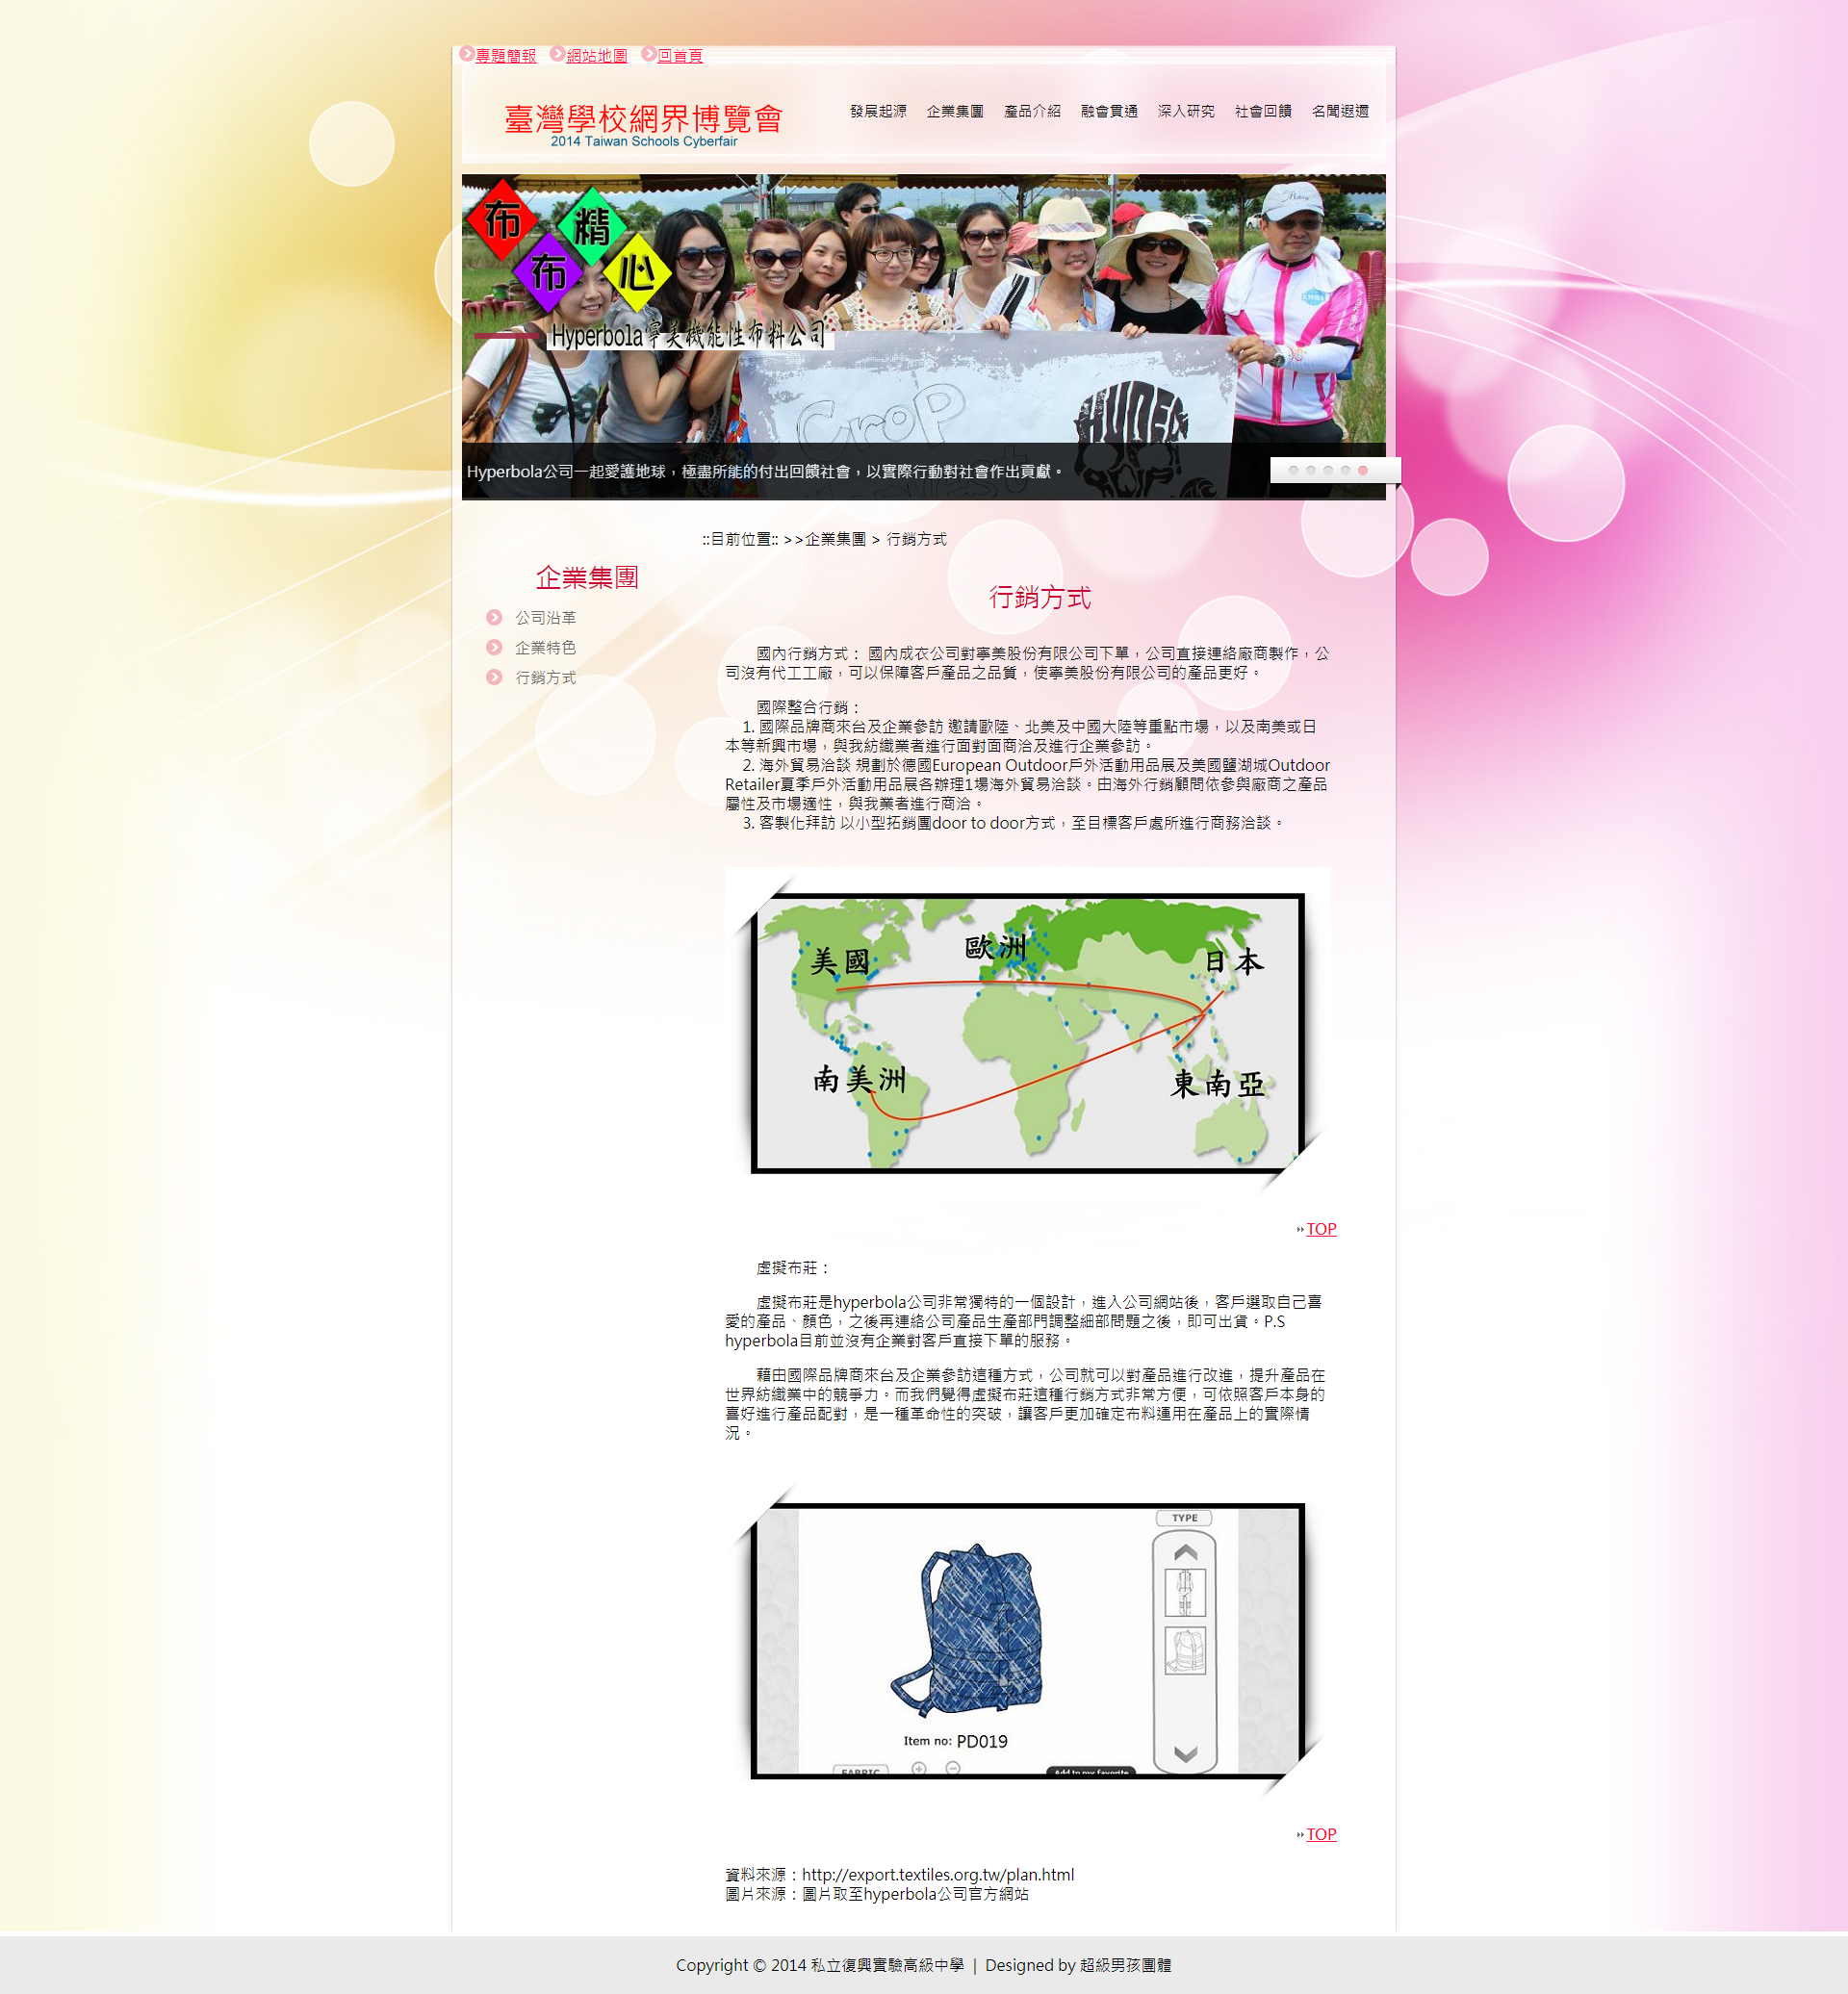 專題簡報 網站地圖 回首頁
臺灣學校網界博覽會
2014 Taiwan Schools Cyberfair
發展起源 企業集團 產品介紹 融會貫通 深入研究 社會回饋 名聞遐邇
布布精心
Hyperbola寧美機能性布料公司
Crop
Hyperbola公司一起愛護地球，極盡所能的付出回饋社會，以實際行動對社會作出貢獻。
::目前位置:: >>企業集團 > 行銷方式
企業集團
公司沿革
企業特色
行銷方式
行銷方式
國內行銷方式： 國內成衣公司對寧美股份有限公司下單，公司直接連絡廠商製作，公
司沒有代工工廠，可以保障客戶產品之品質，使寧美股份有限公司的產品更好。
國際整合行銷：
1. 國際品牌商來台及企業參訪 邀請歐陸、北美及中國大陸等重點市場，以及南美或日
本等新興市場，與我紡織業者進行面對面商洽及進行企業參訪。
2. 海外貿易洽談 規劃於德國European Outdoor戶外活動用品展及美國鹽湖城Outdoor
Retailer夏季戶外活動用品展各辦理1場海外貿易洽談。由海外行銷顧問依參與廠商之產品
屬性及市場適性，與我業者進行商洽。
3. 客製化拜訪 以小型拓銷團door to door方式，至目標客戶處所進行商務洽談。
美國
歐洲
日本
南美洲
東南亞
TOP
虛擬布莊：
虛擬布莊是hyperbola公司非常獨特的一個設計，進入公司網站後，客戶選取自己喜
愛的產品、顏色，之後再連絡公司產品生產部門調整細部問題之後，即可出貨。P.S
hyperbola目前並沒有企業對客戶直接下單的服務。
藉由國際品牌商來台及企業參訪這種方式，公司就可以對產品進行改進，提升產品在
世界紡織業中的競爭力。而我們覺得虛擬布莊這種行銷方式非常方便，可依照客戶本身的
喜好進行產品配對，是一種革命性的突破，讓客戶更加確定布料運用在產品上的實際情
況。
TYPE
Item no: PD019
FABRIC
Add to my favorite
TOP
資料來源：http://export.textiles.org.tw/plan.html
圖片來源：圖片取至hyperbola公司官方網站
Copyright © 2014 私立復興實驗高級中學 | Designed by 超級男孩團體